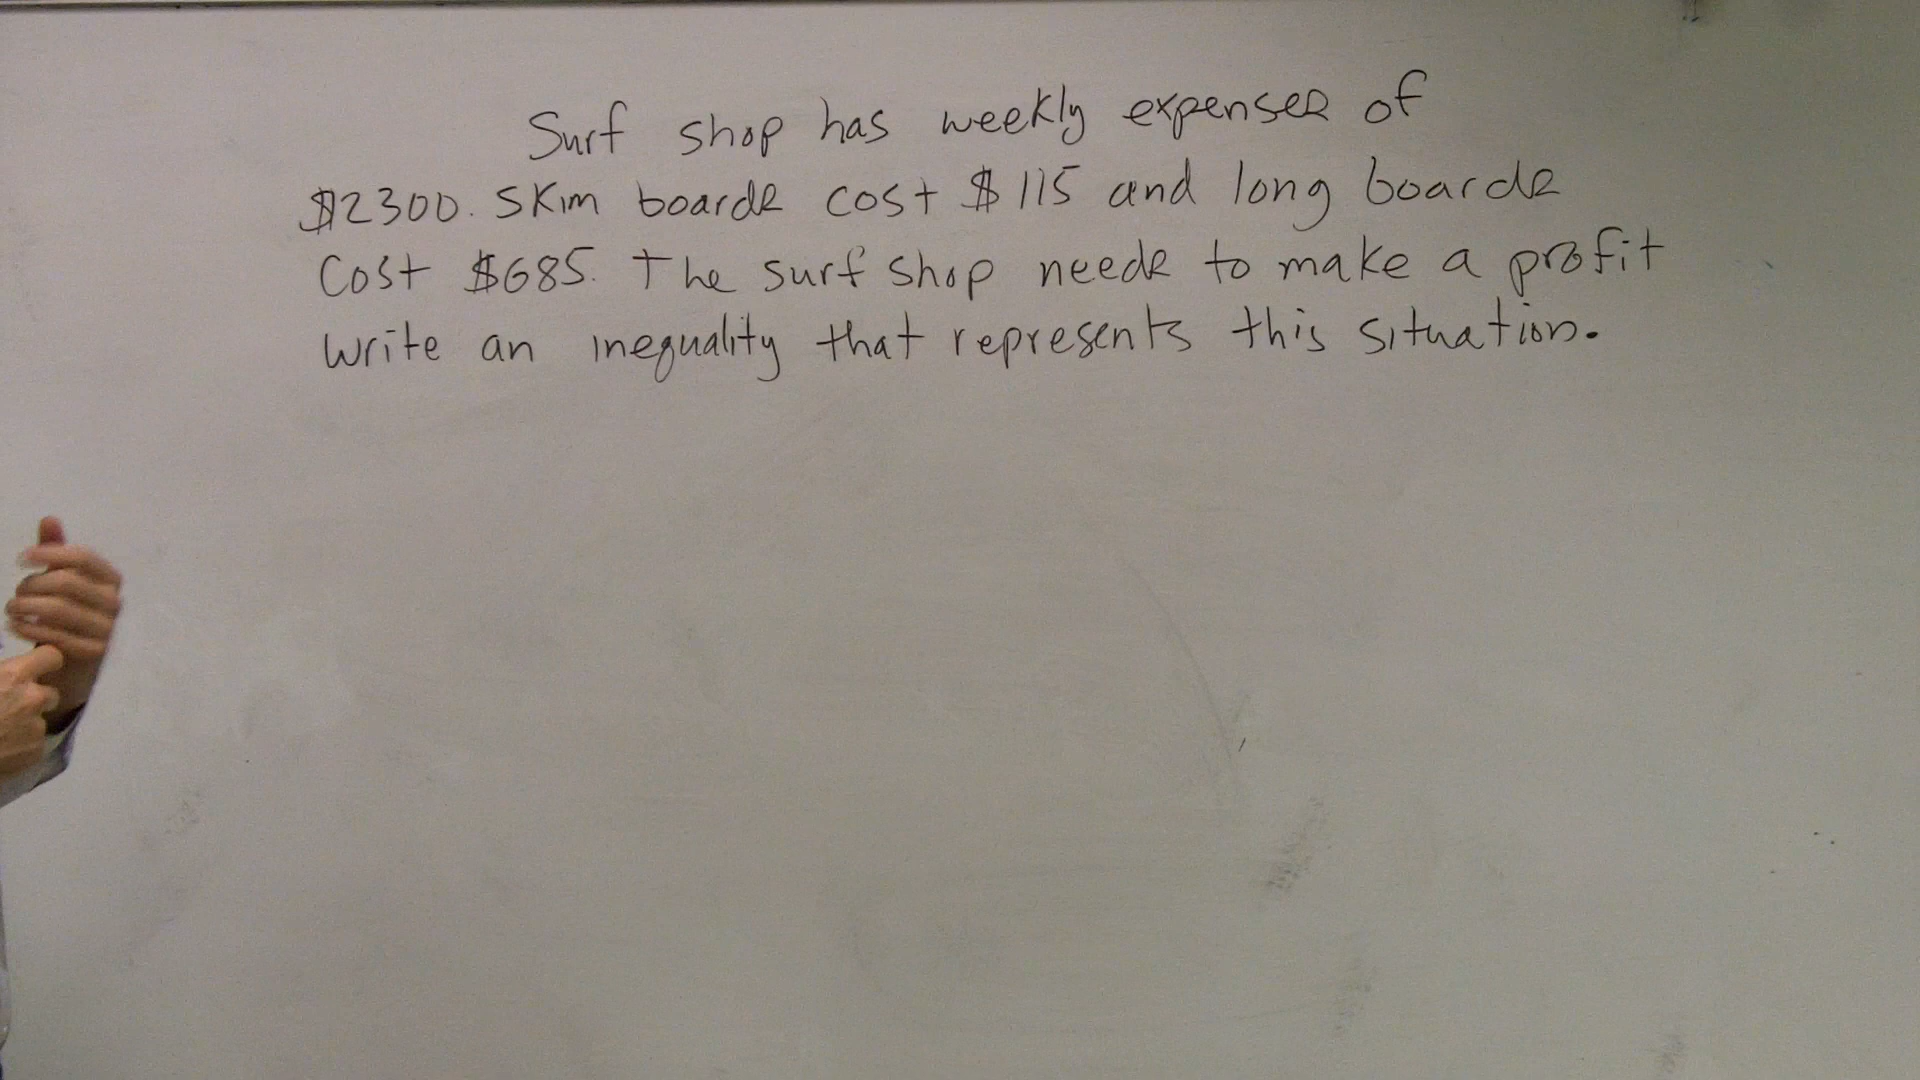 Surf shop has weekly expenses of
$2300. Skim boards cost $115 and long boards
Cost $685. The surf shop needs to make a profit
Write an inequality that represents this situation.